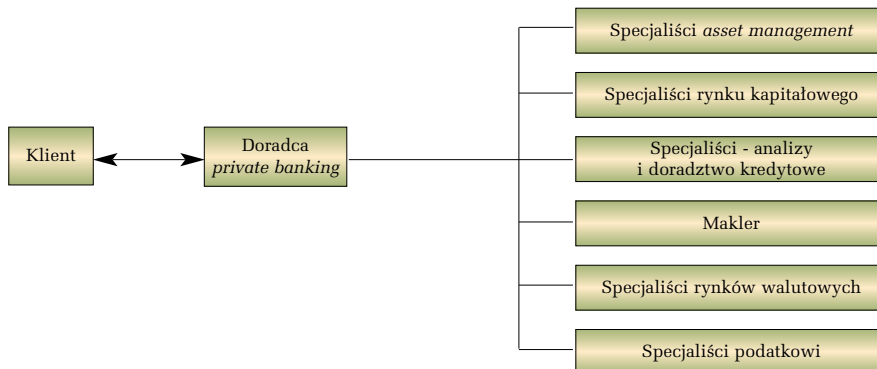 Klient
Doradca
private banking
Specjaliści asset management
Specjaliści rynku kapitałowego
Specjaliści - analizy
i doradztwo kredytowe
Makler
Specjaliści rynków walutowych
Specjaliści podatkowi